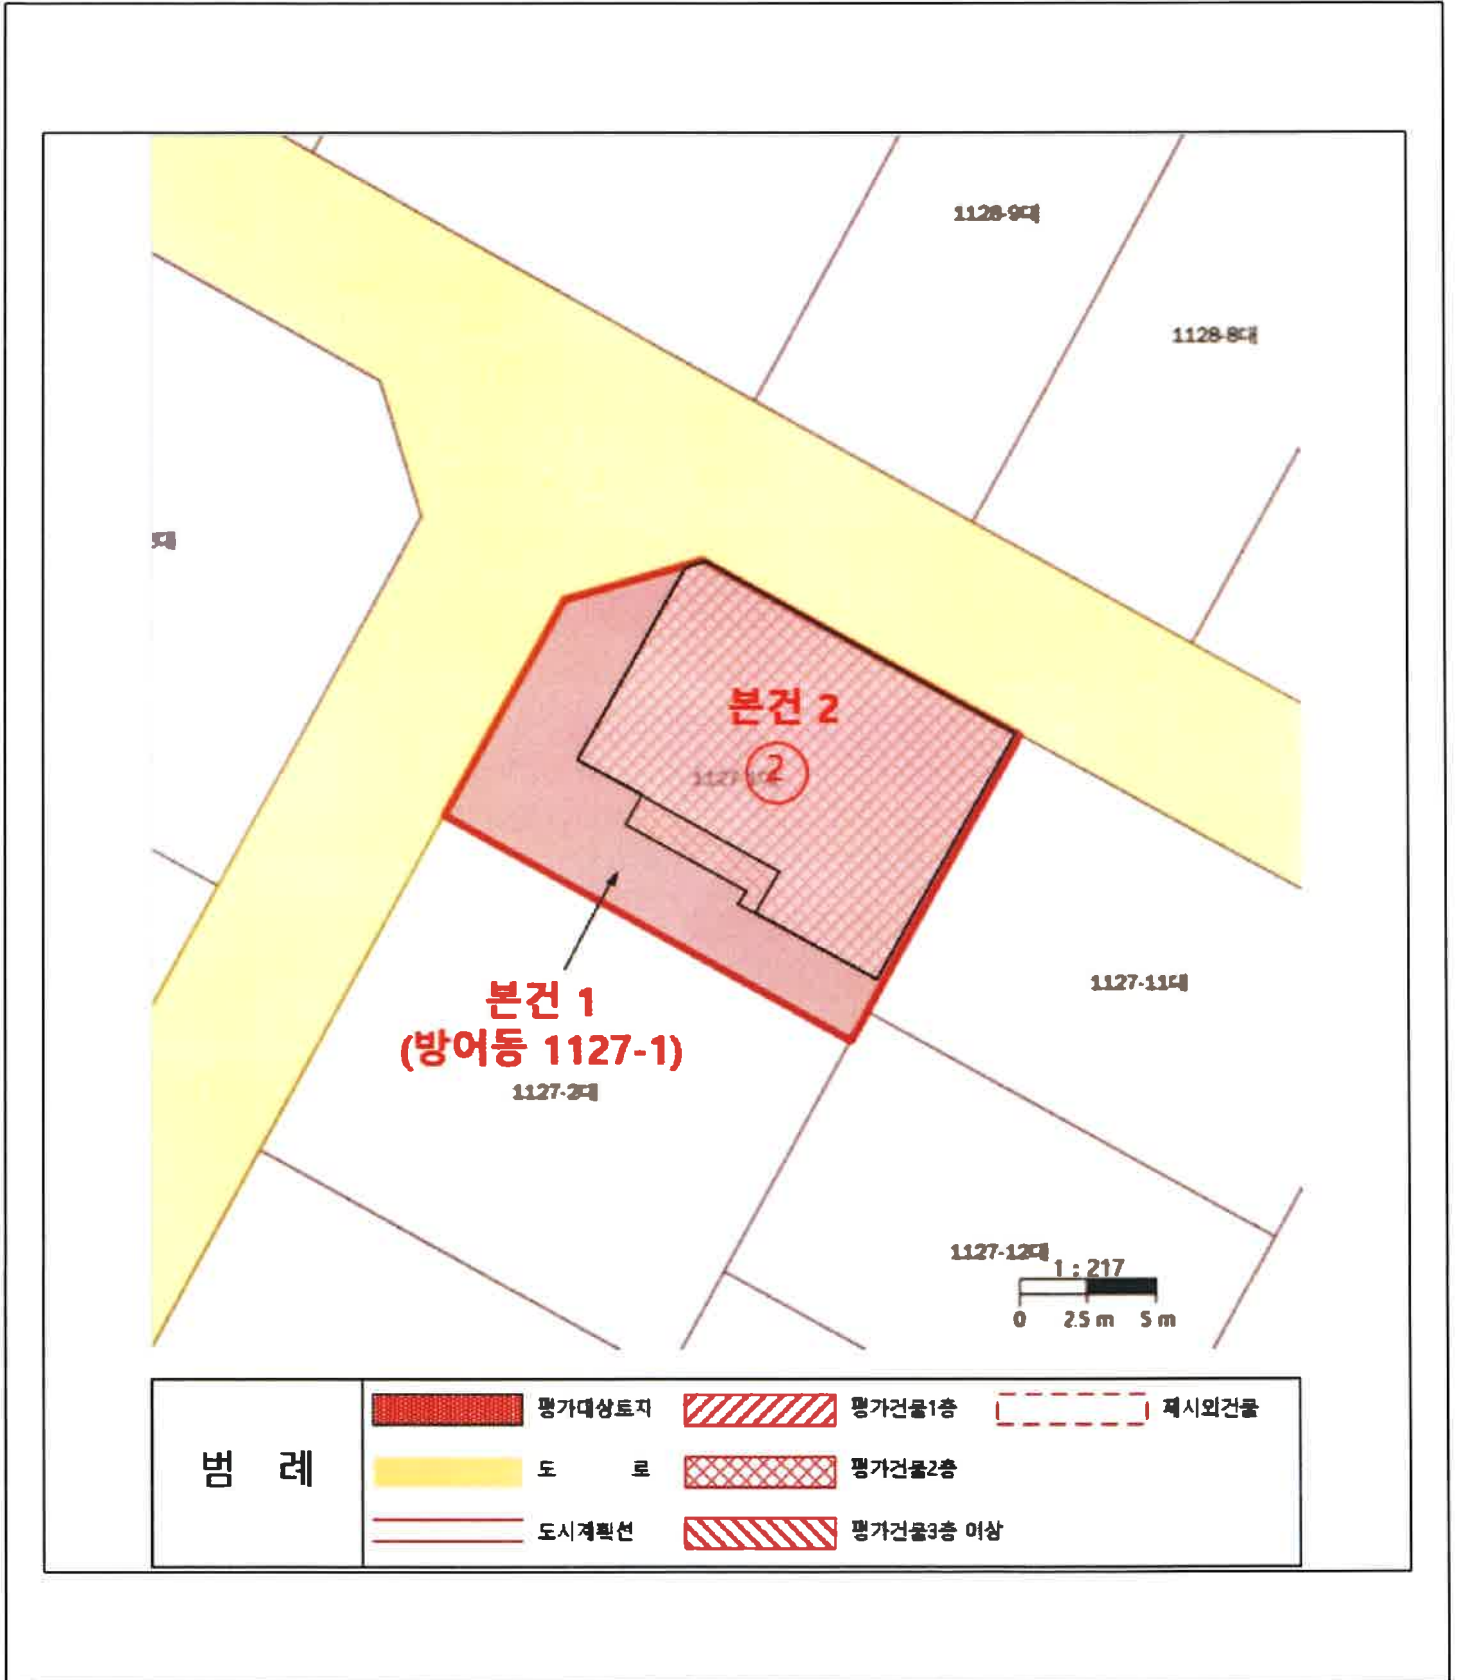 1128-9대
1128-8대
대
본건 2
2
1127-
본건 1
(방어동 1127-1)
1127-2대
1127-11대
1127-12대
1 : 217
0 2.5 m 5 m
범 례
평가대상토지
평가건물1층
제시외건물
도 로
평가건물2층
도시계획선
평가건물3층 이상